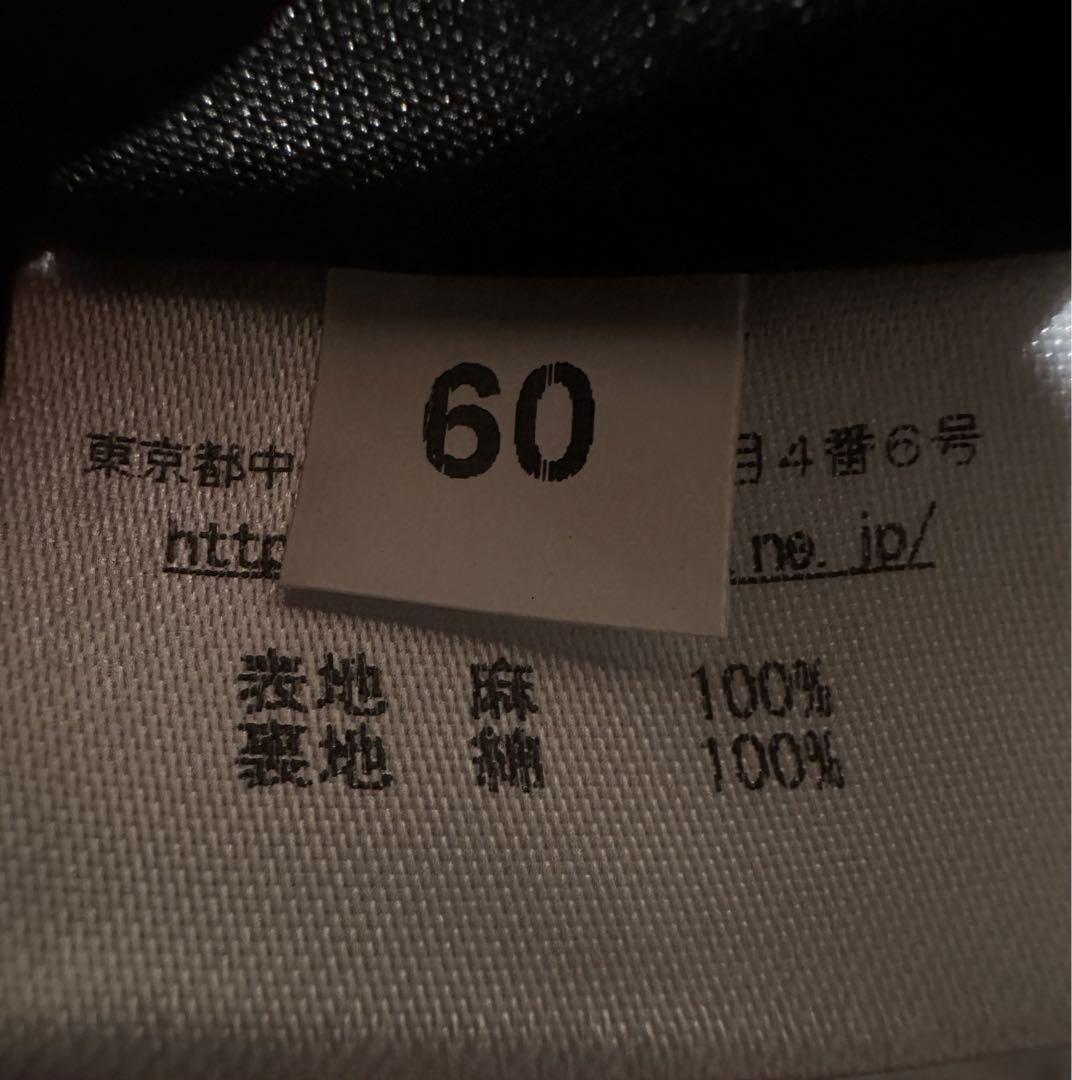 60
東京都中 目4番6号
http .ne.jp/
表地 麻 100%
裏地 綿 100%